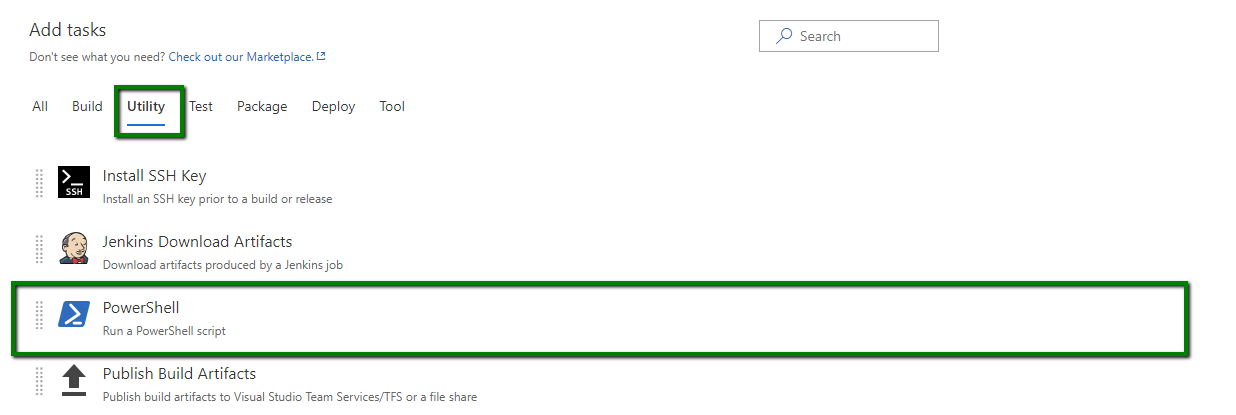 Add tasks
Search
Don't see what you need? Check out our Marketplace.
All Build Utility Test Package Deploy Tool
Install SSH Key
SSH
Install an SSH key prior to a build or release
Jenkins Download Artifacts
Download artifacts produced by a Jenkins job
PowerShell
Run a PowerShell script
Publish Build Artifacts
Publish build artifacts to Visual Studio Team Services/TFS or a file share